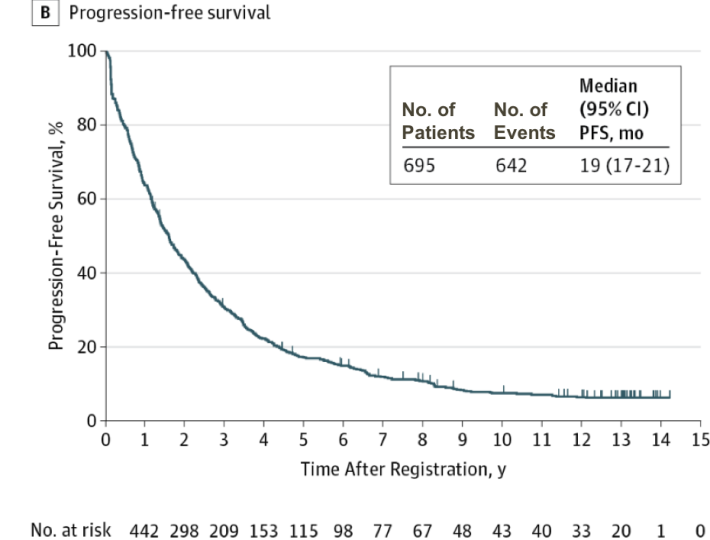 B Progression-free survival
100
80
60
40
20
0
Progression-Free Survival, %
No. of Patients No. of Events Median (95% CI) PFS, mo
695 642 19 (17-21)
0 1 2 3 4 5 6 7 8 9 10 11 12 13 14 15
Time After Registration, y
No. at risk 442 298 209 153 115 98 77 67 48 43 40 33 20 1 0